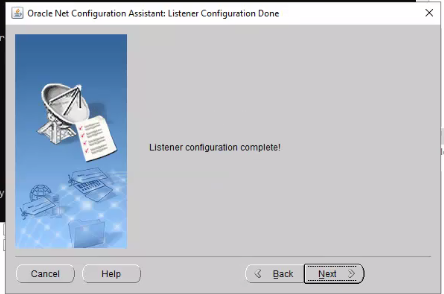 Oracle Net Configuration Assistant: Listener Configuration Done
Listener configuration complete!
Cancel
Help
Back
Next